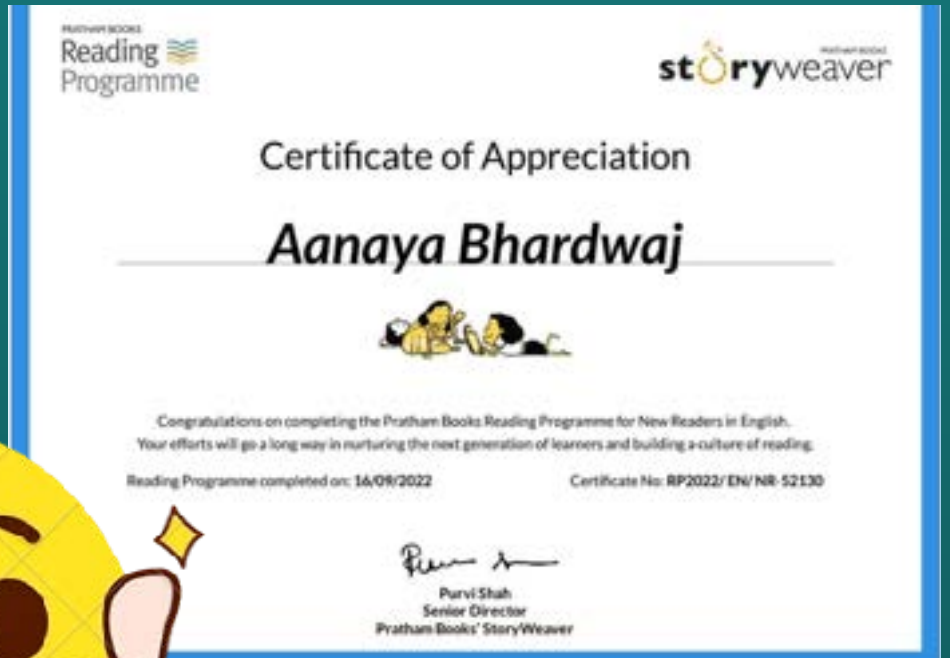 PRATHAM BOOKS
Reading
Programme
PRATHAM BOOKS
storyweaver
Certificate of Appreciation
Aanaya Bhardwaj
Congratulations on completing the Pratham Books Reading Programme for New Readers in English.
Your efforts will go a long way in nurturing the next generation of learners and building a culture of reading.
Reading Programme completed on: 16/09/2022
Certificate No: RP2022/ EN/ NR-52130
Purvi Shah
Senior Director
Pratham Books' StoryWeaver